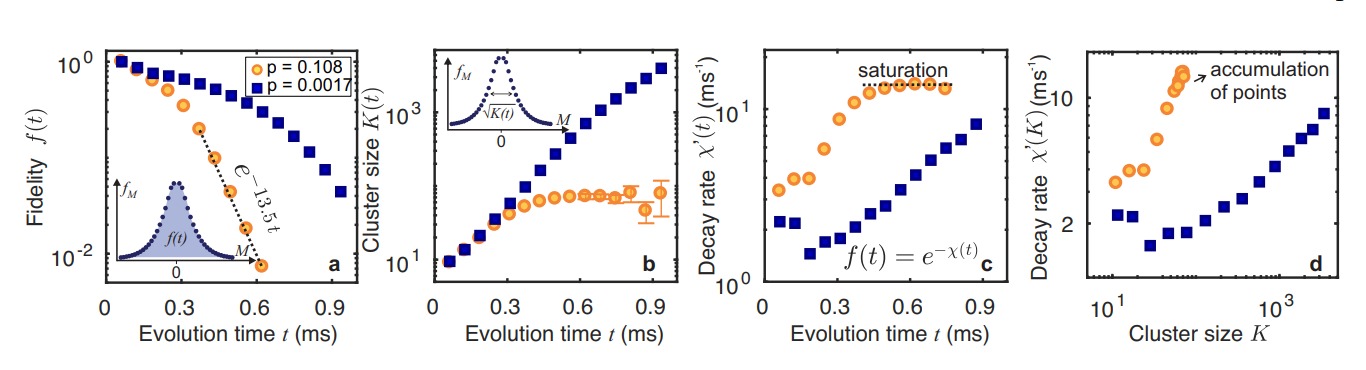 Fidelity f(t)
10^0
10^-2
0 0.3 0.6 0.9
Evolution time t (ms)
p = 0.108
p = 0.0017
e^{-13.5t}
f_M
f(t)
M
0
a
Cluster size K(t)
10^3
10^1
0 0.3 0.6 0.9
Evolution time t (ms)
f_M
√K(t)
M
0
b
Decay rate χ'(t) (ms^-1)
10^1
10^0
0 0.3 0.6 0.9
Evolution time t (ms)
saturation
f(t) = e^{-χ(t)}
c
Decay rate χ'(K) (ms^-1)
10
2
10^1 10^3
Cluster size K
accumulation
of points
d